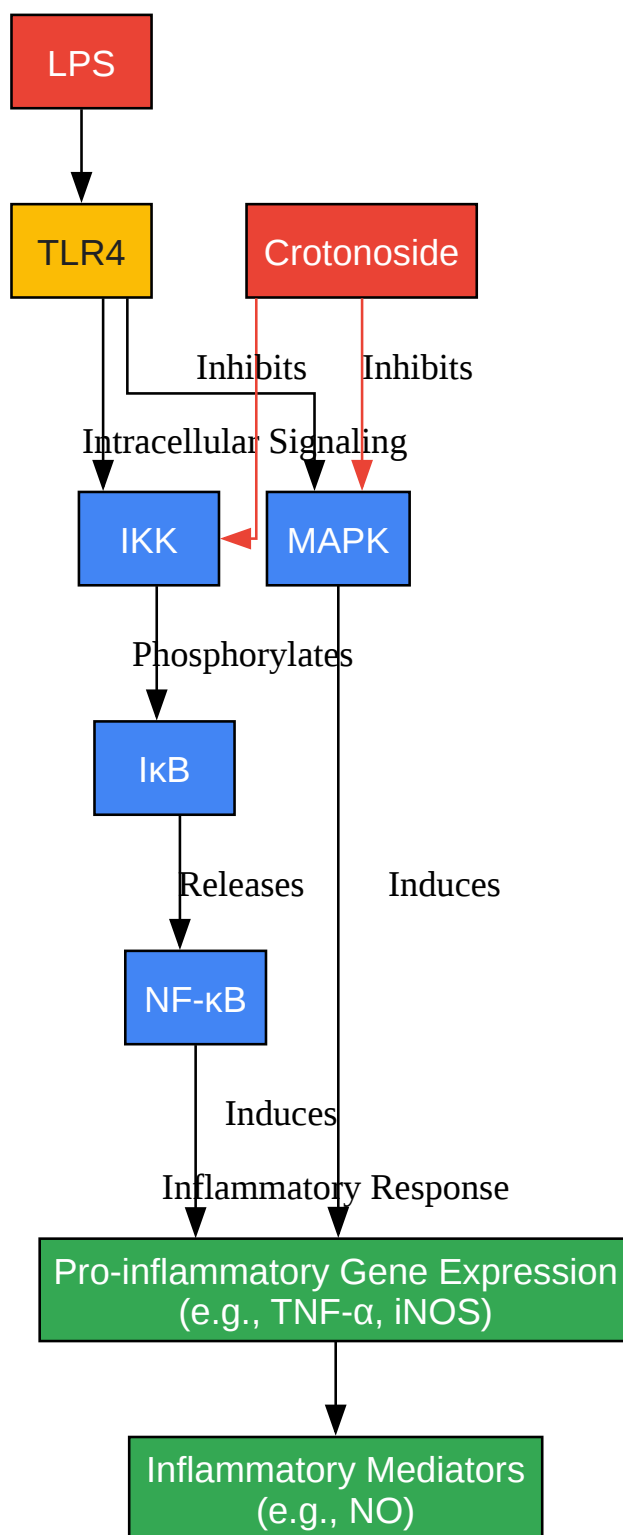 LPS
TLR4
Crotonoside
Inhibits
Inhibits
Intracellular Signaling
IKK
MAPK
Phosphorylates
IκB
Releases
Induces
NF-κB
Induces
Inflammatory Response
Pro-inflammatory Gene Expression
(e.g., TNF-α, iNOS)
Inflammatory Mediators
(e.g., NO)